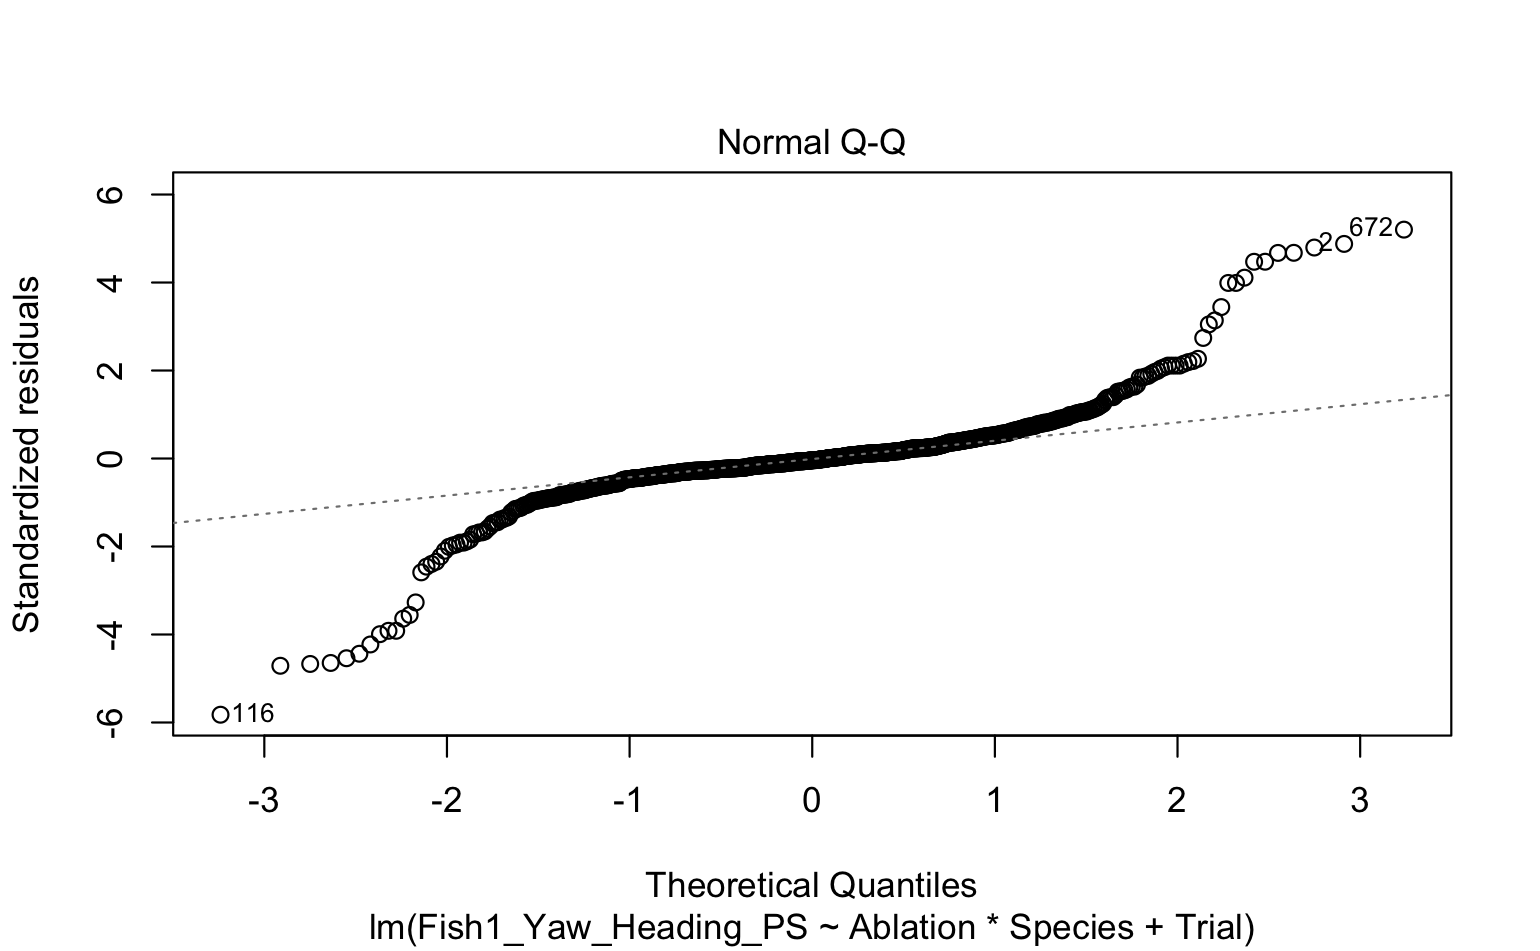 Normal Q-Q
Standardized residuals
6
4
2
0
-2
-4
-6
672
2
116
-3 -2 -1 0 1 2 3
Theoretical Quantiles
lm(Fish1_Yaw_Heading_PS ~ Ablation * Species + Trial)